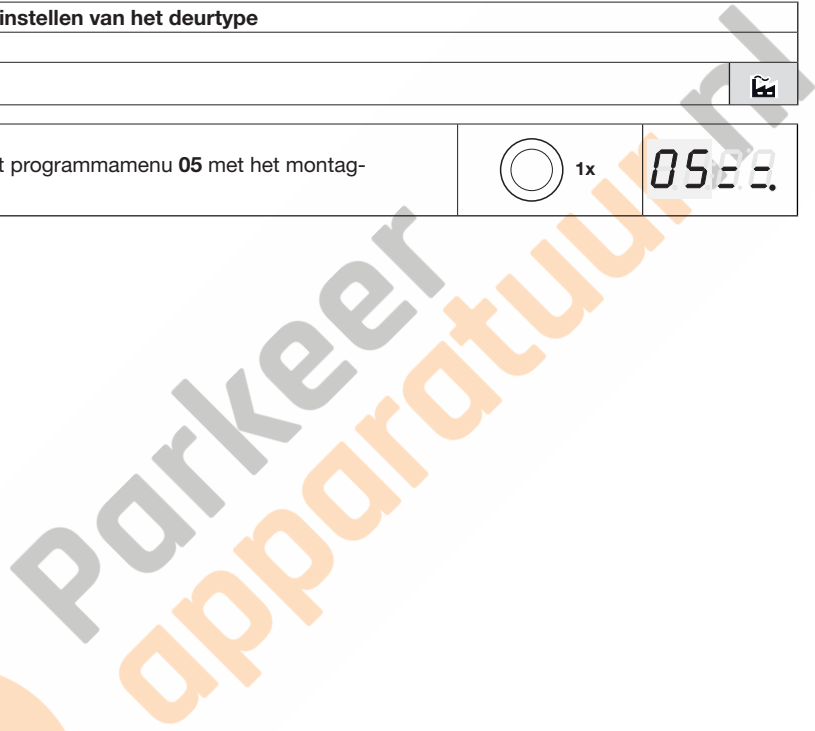 instellen van het deurtype
t programmamenu 05 met het montag-
1x
05
Parkeer
apparatuur.nl